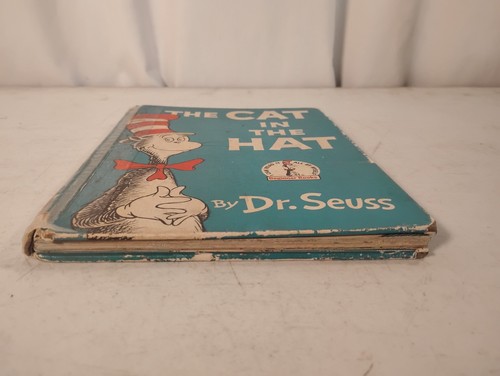 THE CAT
IN
THE
HAT
By Dr. Seuss